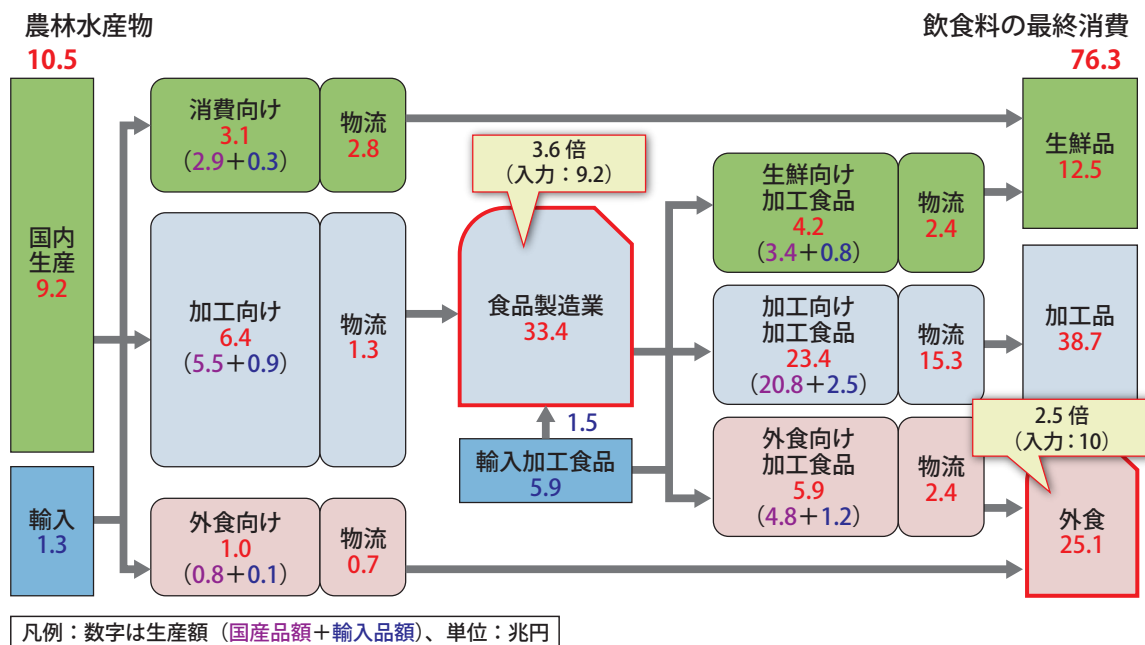 農林水産物
10.5
国内
生産
9.2
輸入
1.3
消費向け
3.1
（2.9＋0.3）
物流
2.8
加工向け
6.4
（5.5＋0.9）
物流
1.3
外食向け
1.0
（0.8＋0.1）
物流
0.7
3.6 倍
（入力：9.2）
食品製造業
33.4
1.5
輸入加工食品
5.9
生鮮向け
加工食品
4.2
（3.4＋0.8）
物流
2.4
加工向け
加工食品
23.4
（20.8＋2.5）
物流
15.3
外食向け
加工食品
5.9
（4.8＋1.2）
物流
2.4
飲食料の最終消費
76.3
生鮮品
12.5
加工品
38.7
2.5 倍
（入力：10）
外食
25.1
凡例：数字は生産額（国産品額＋輸入品額）、単位：兆円